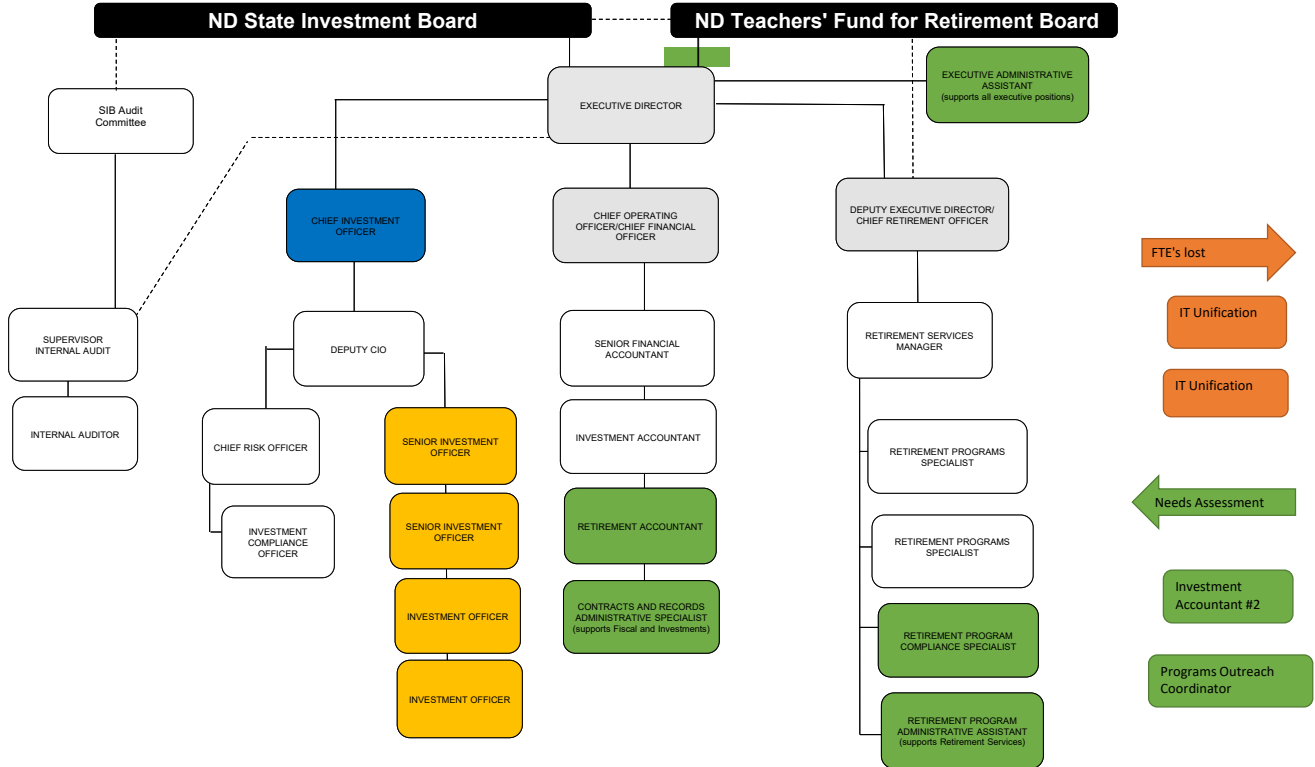 ND State Investment Board
ND Teachers' Fund for Retirement Board
EXECUTIVE ADMINISTRATIVE
ASSISTANT
(supports all executive positions)
EXECUTIVE DIRECTOR
SIB Audit
Committee
CHIEF INVESTMENT
OFFICER
CHIEF OPERATING
OFFICER/CHIEF FINANCIAL
OFFICER
DEPUTY EXECUTIVE DIRECTOR/
CHIEF RETIREMENT OFFICER
FTE's lost
SUPERVISOR
INTERNAL AUDIT
DEPUTY CIO
SENIOR FINANCIAL
ACCOUNTANT
RETIREMENT SERVICES
MANAGER
IT Unification
IT Unification
INTERNAL AUDITOR
CHIEF RISK OFFICER
SENIOR INVESTMENT
OFFICER
INVESTMENT ACCOUNTANT
RETIREMENT PROGRAMS
SPECIALIST
Needs Assessment
INVESTMENT
COMPLIANCE
OFFICER
SENIOR INVESTMENT
OFFICER
RETIREMENT ACCOUNTANT
RETIREMENT PROGRAMS
SPECIALIST
INVESTMENT OFFICER
CONTRACTS AND RECORDS
ADMINISTRATIVE SPECIALIST
(supports Fiscal and Investments)
RETIREMENT PROGRAM
COMPLIANCE SPECIALIST
Investment
Accountant #2
INVESTMENT OFFICER
RETIREMENT PROGRAM
ADMINISTRATIVE ASSISTANT
(supports Retirement Services)
Programs Outreach
Coordinator